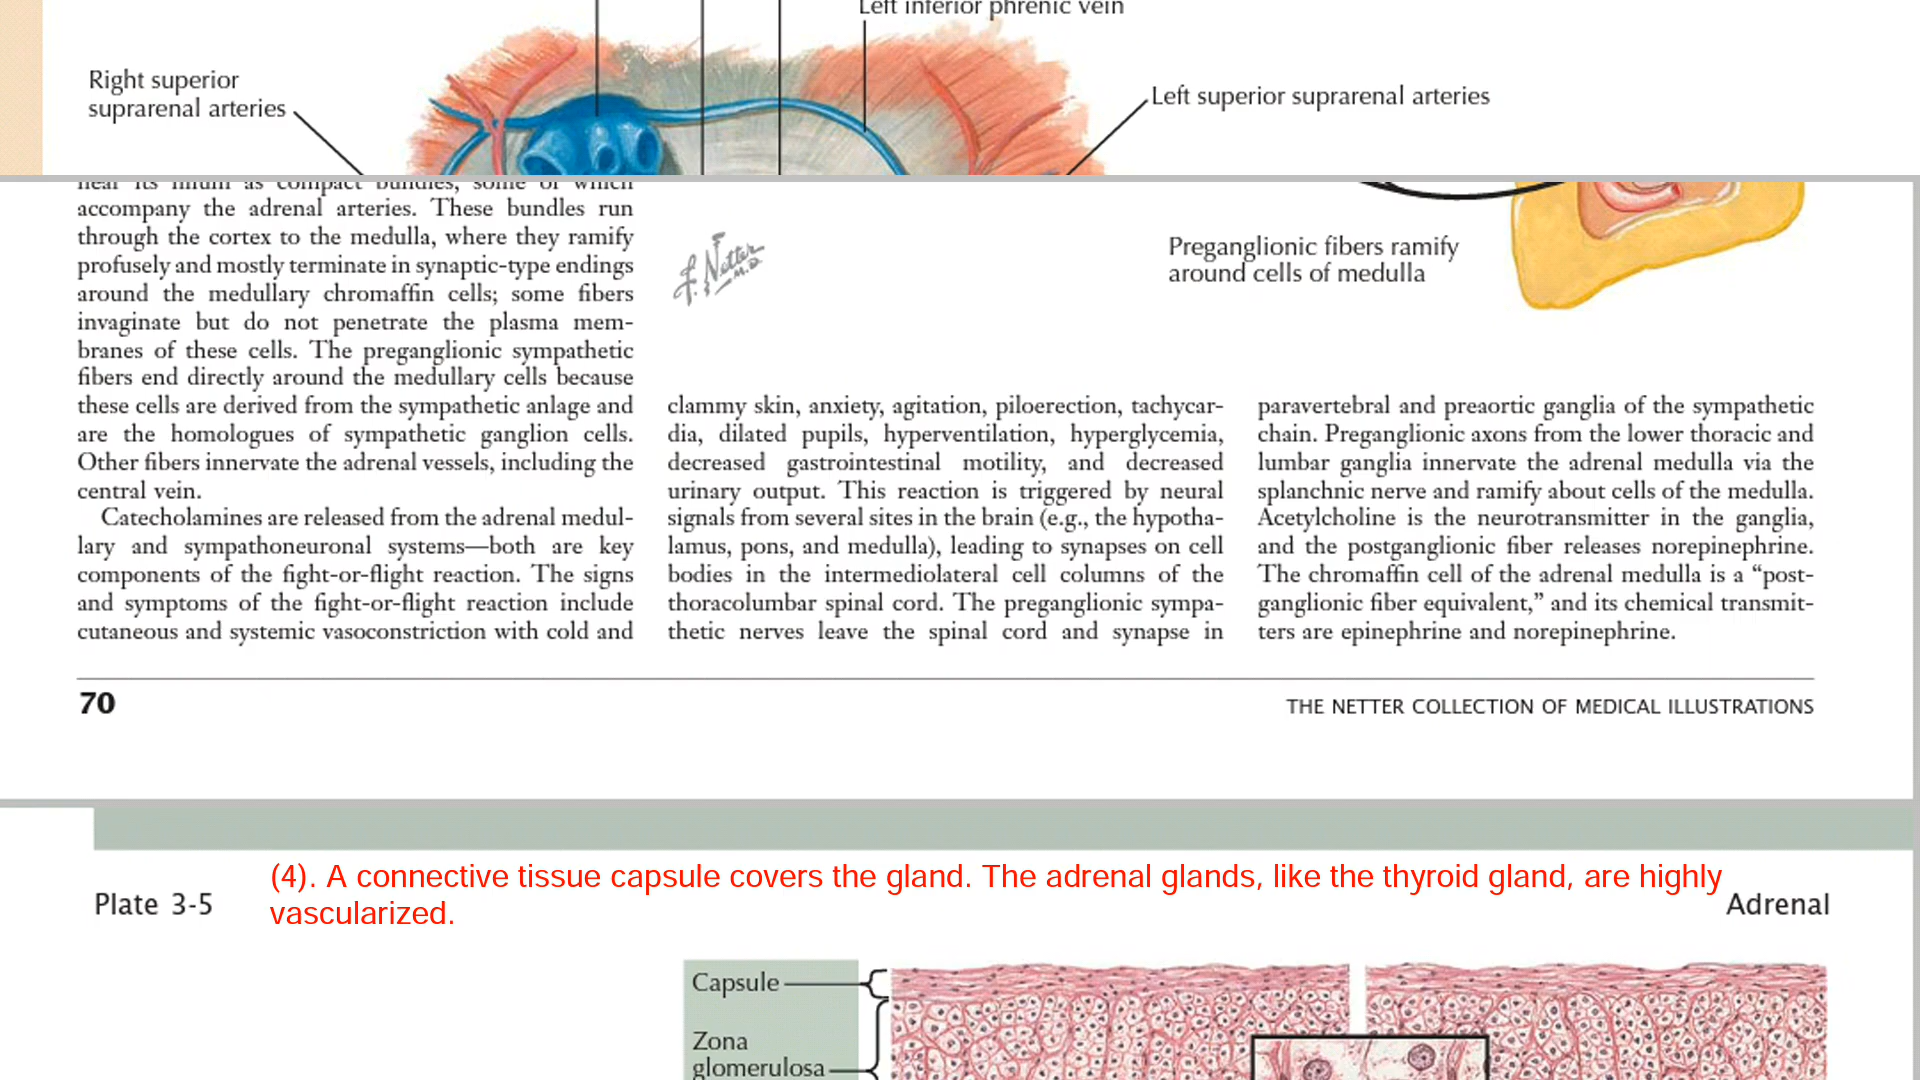 Left inferior phrenic vein
Right superior
suprarenal arteries
Left superior suprarenal arteries
near its hilum as compact bundles, some of which
accompany the adrenal arteries. These bundles run
through the cortex to the medulla, where they ramify
profusely and mostly terminate in synaptic-type endings
around the medullary chromaffin cells; some fibers
invaginate but do not penetrate the plasma mem-
branes of these cells. The preganglionic sympathetic
fibers end directly around the medullary cells because
these cells are derived from the sympathetic anlage and
are the homologues of sympathetic ganglion cells.
Other fibers innervate the adrenal vessels, including the
central vein.
Catecholamines are released from the adrenal medul-
lary and sympathoneuronal systems—both are key
components of the fight-or-flight reaction. The signs
and symptoms of the fight-or-flight reaction include
cutaneous and systemic vasoconstriction with cold and
F. Netter
M.D.
Preganglionic fibers ramify
around cells of medulla
clammy skin, anxiety, agitation, piloerection, tachycar-
dia, dilated pupils, hyperventilation, hyperglycemia,
decreased gastrointestinal motility, and decreased
urinary output. This reaction is triggered by neural
signals from several sites in the brain (e.g., the hypotha-
lamus, pons, and medulla), leading to synapses on cell
bodies in the intermediolateral cell columns of the
thoracolumbar spinal cord. The preganglionic sympa-
thetic nerves leave the spinal cord and synapse in
paravertebral and preaortic ganglia of the sympathetic
chain. Preganglionic axons from the lower thoracic and
lumbar ganglia innervate the adrenal medulla via the
splanchnic nerve and ramify about cells of the medulla.
Acetylcholine is the neurotransmitter in the ganglia,
and the postganglionic fiber releases norepinephrine.
The chromaffin cell of the adrenal medulla is a “post-
ganglionic fiber equivalent,” and its chemical transmit-
ters are epinephrine and norepinephrine.
70
THE NETTER COLLECTION OF MEDICAL ILLUSTRATIONS
Plate 3-5
(4). A connective tissue capsule covers the gland. The adrenal glands, like the thyroid gland, are highly
vascularized.
Adrenal
Capsule
Zona
glomerulosa